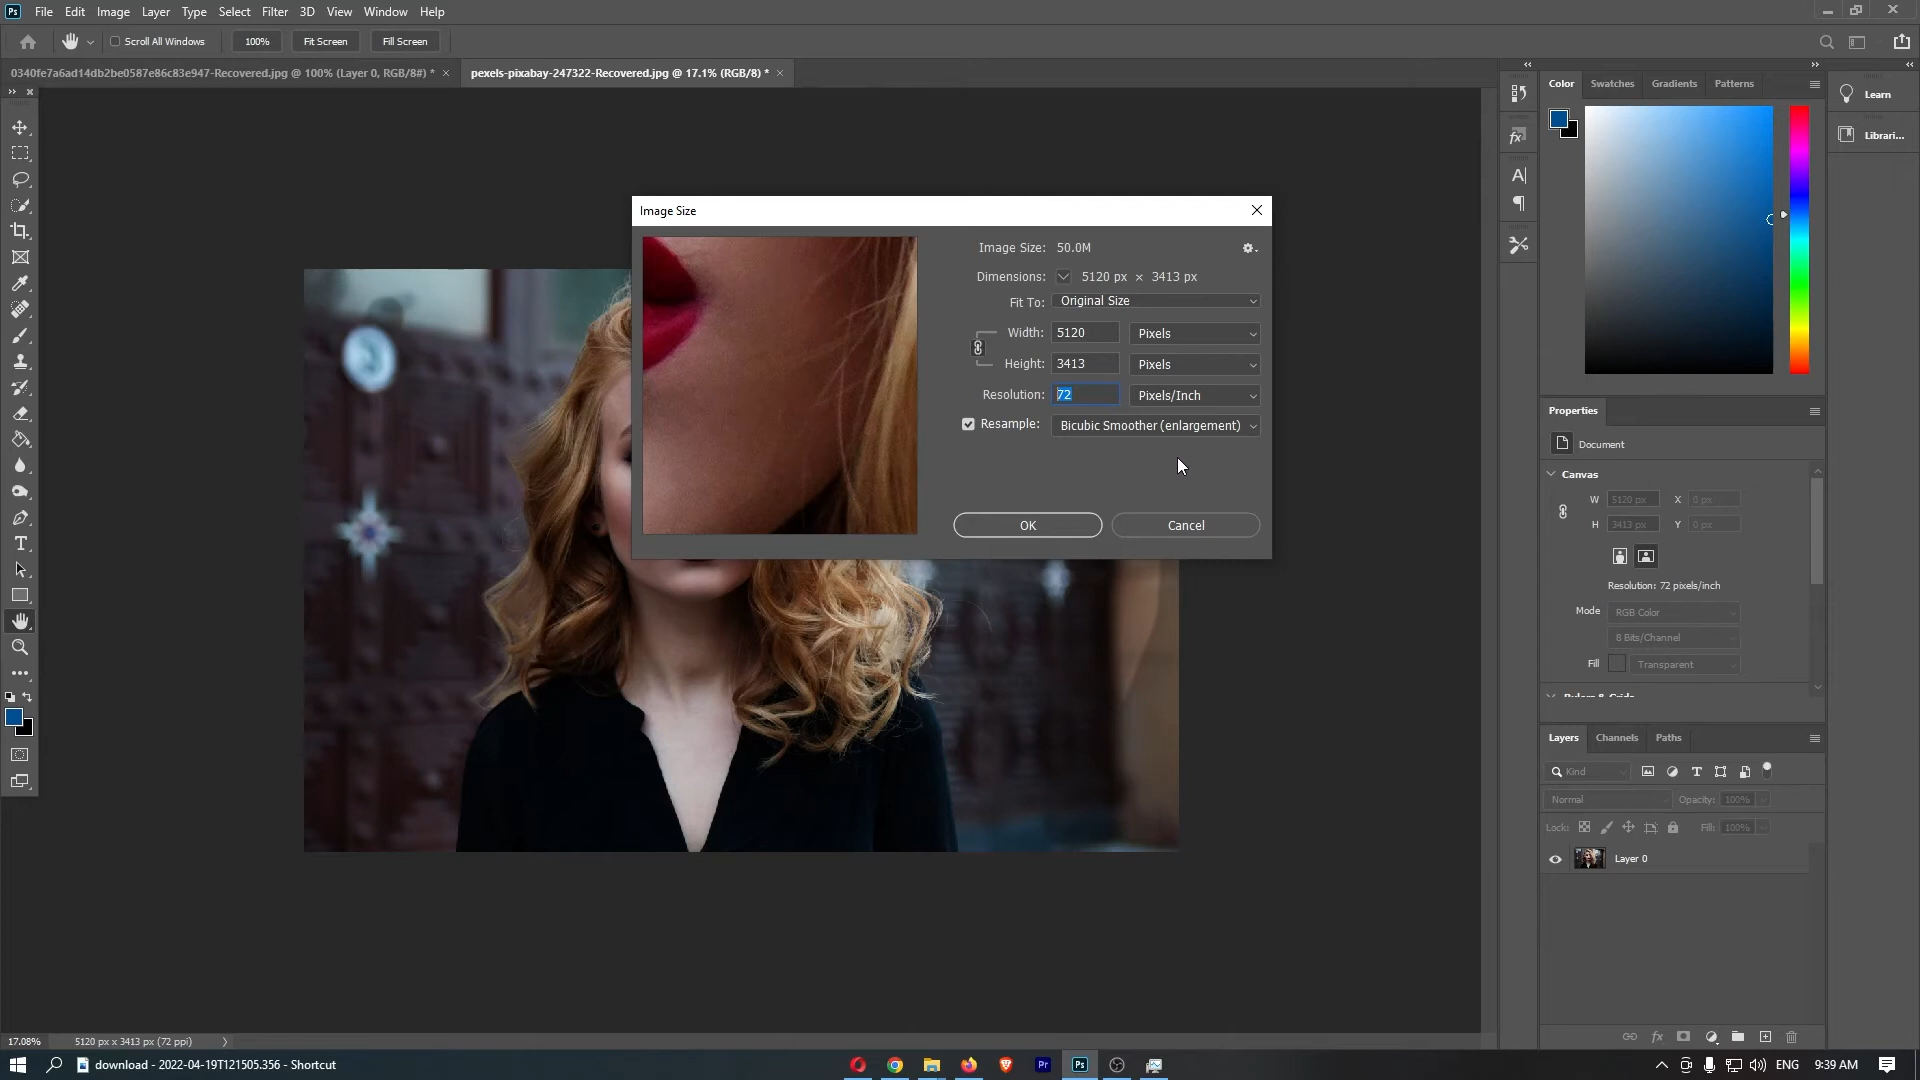 Ps File Edit Image Layer Type Select Filter 3D View Window Help
Scroll All Windows 100% Fit Screen Fill Screen
0340fe7a6ad14db2be0587e86c83e947-Recovered.jpg @ 100% (Layer 0, RGB/8#) * ×
pexels-pixabay-247322-Recovered.jpg @ 17.1% (RGB/8) * ×
Image Size
Image Size: 50.0M
Dimensions: 5120 px × 3413 px
Fit To: Original Size
Width: 5120 Pixels
Height: 3413 Pixels
Resolution: 72 Pixels/Inch
Resample: Bicubic Smoother (enlargement)
OK Cancel
Color Swatches Gradients Patterns
Learn
Librari...
Properties
Document
Canvas
W 5120 px X 0 px
H 3413 px Y 0 px
Resolution: 72 pixels/inch
Mode RGB Color
8 Bits/Channel
Fill Transparent
Rulers & Grids
Layers Channels Paths
Kind
Normal Opacity: 100%
Lock: Fill: 100%
Layer 0
17.08% 5120 px x 3413 px (72 ppi)
download - 2022-04-19T121505.356 - Shortcut
Pr Ps
ENG 9:39 AM